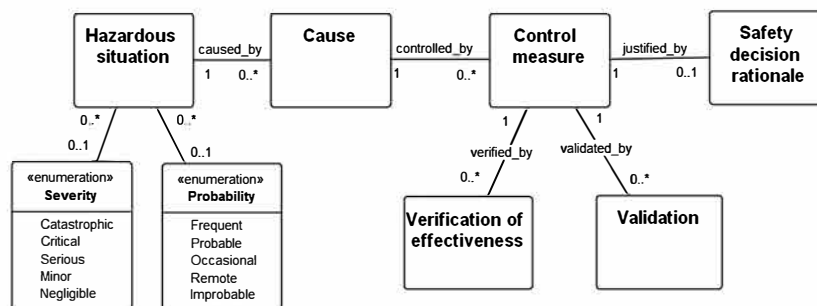 Hazardous
situation
caused_by
1
0..*
Cause
controlled_by
1
0..*
Control
measure
justified_by
1
0..1
Safety
decision
rationale
0..*
0..1
0..*
0..1
1
verified_by
0..*
1
validated_by
0..*
«enumeration»
Severity
Catastrophic
Critical
Serious
Minor
Negligible
«enumeration»
Probability
Frequent
Probable
Occasional
Remote
Improbable
Verification of
effectiveness
Validation